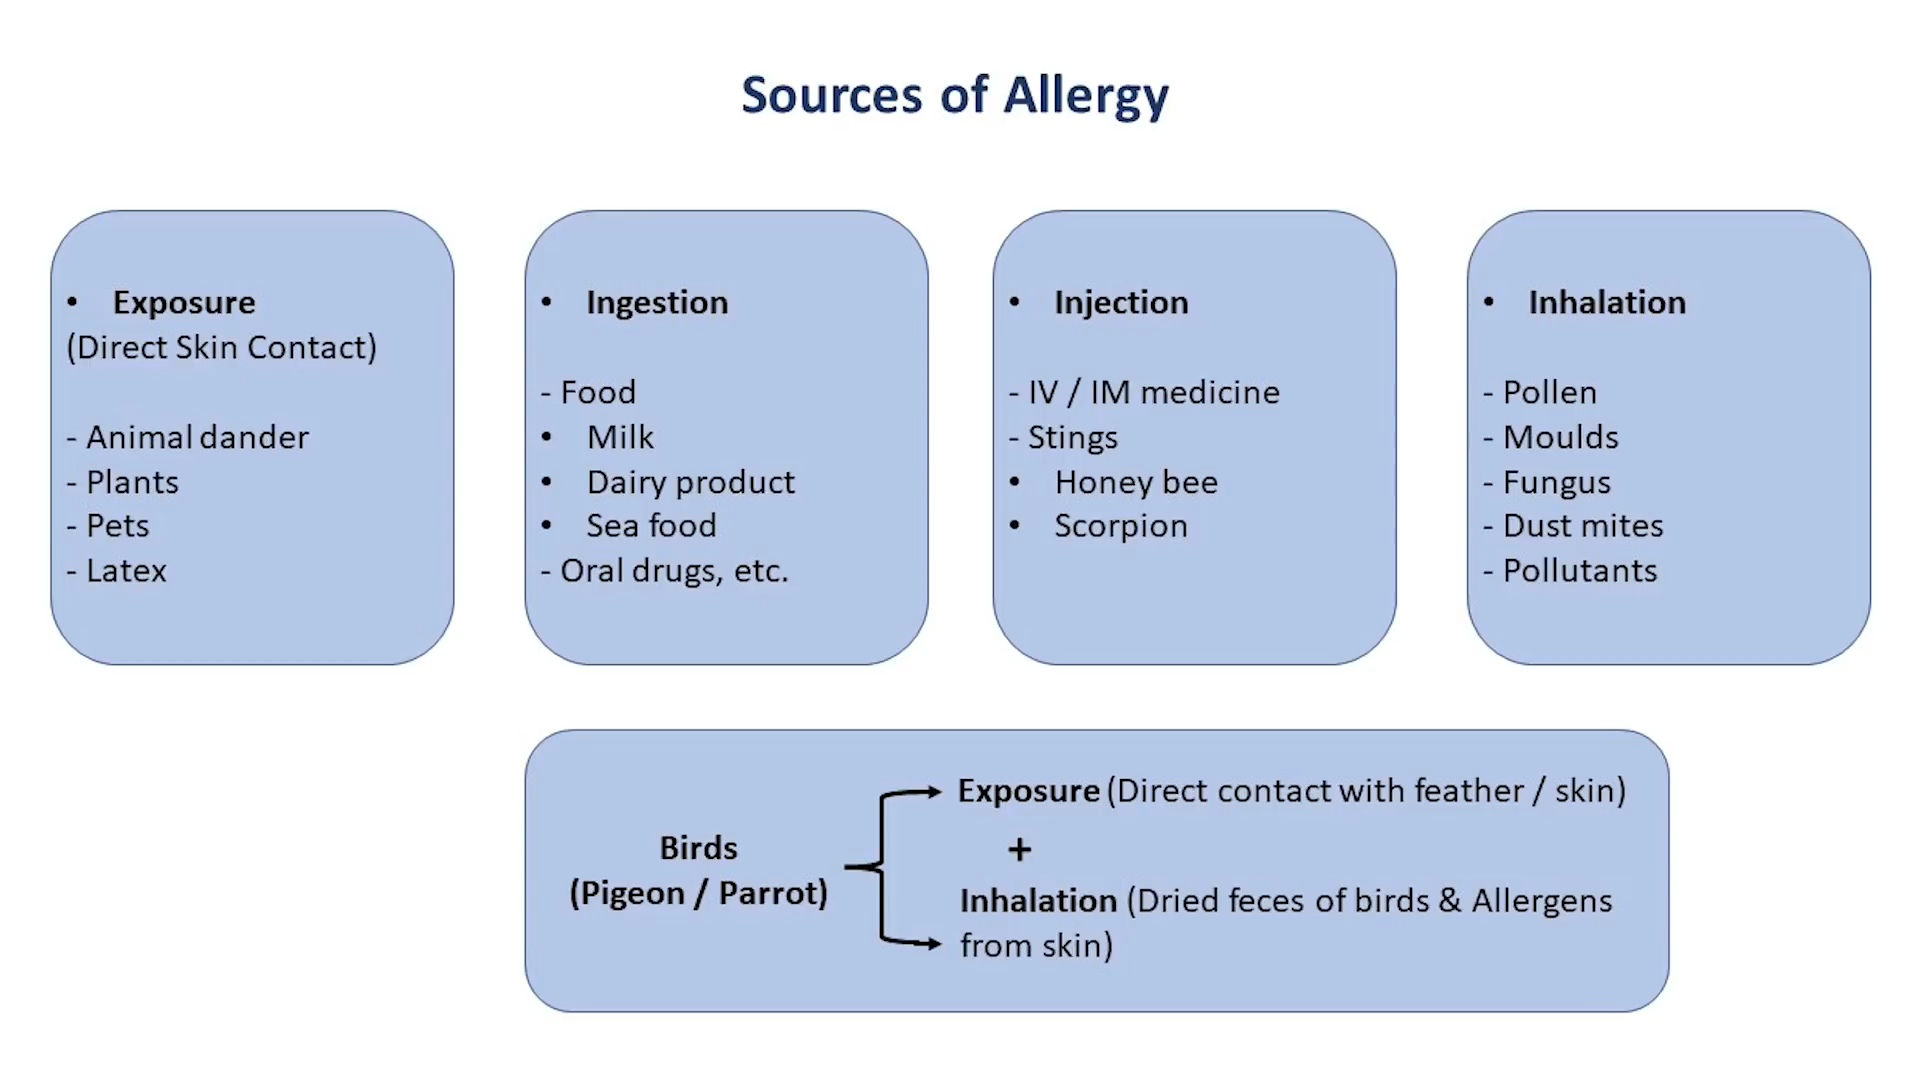 Sources of Allergy
• Exposure
(Direct Skin Contact)
- Animal dander
- Plants
- Pets
- Latex
• Ingestion
- Food
• Milk
• Dairy product
• Sea food
- Oral drugs, etc.
• Injection
- IV / IM medicine
- Stings
• Honey bee
• Scorpion
• Inhalation
- Pollen
- Moulds
- Fungus
- Dust mites
- Pollutants
Birds
(Pigeon / Parrot)
Exposure (Direct contact with feather / skin)
+
Inhalation (Dried feces of birds & Allergens
from skin)